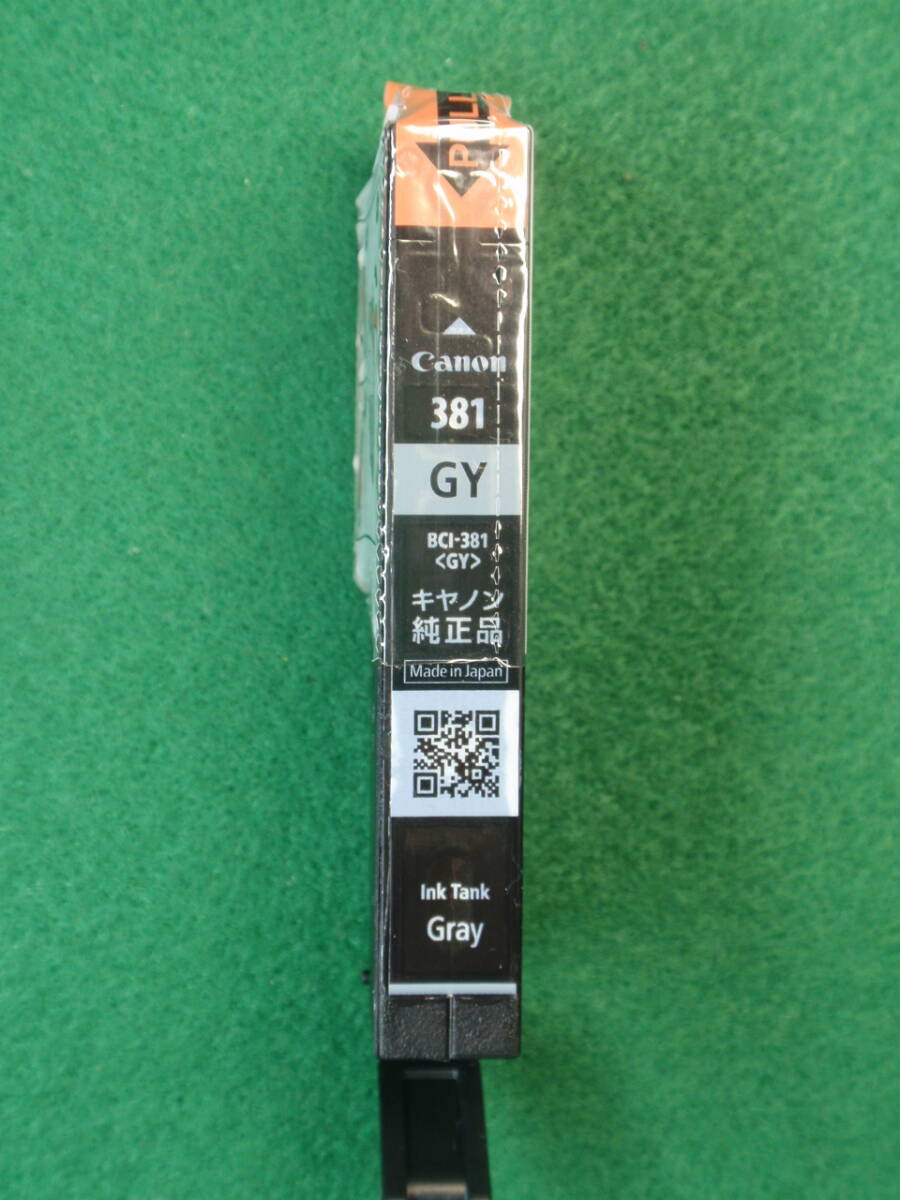 PULL
Canon
381
GY
BCI-381
<GY>
キヤノン
純正品
Made in Japan
Ink Tank
Gray